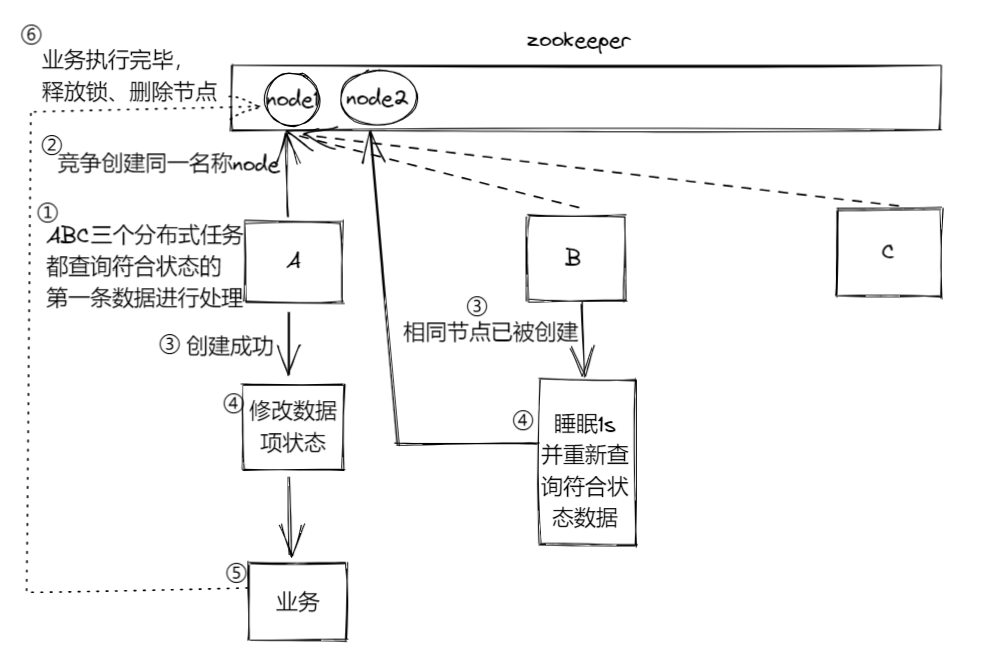 ⑥
业务执行完毕，
释放锁、删除节点
zookeeper
node1
node2
②
竞争创建同一名称node
①
ABC三个分布式任务
都查询符合状态的
第一条数据进行处理
A
B
C
③ 创建成功
③
相同节点已被创建
④
修改数据
项状态
④
睡眠1s
并重新查
询符合状
态数据
⑤
业务